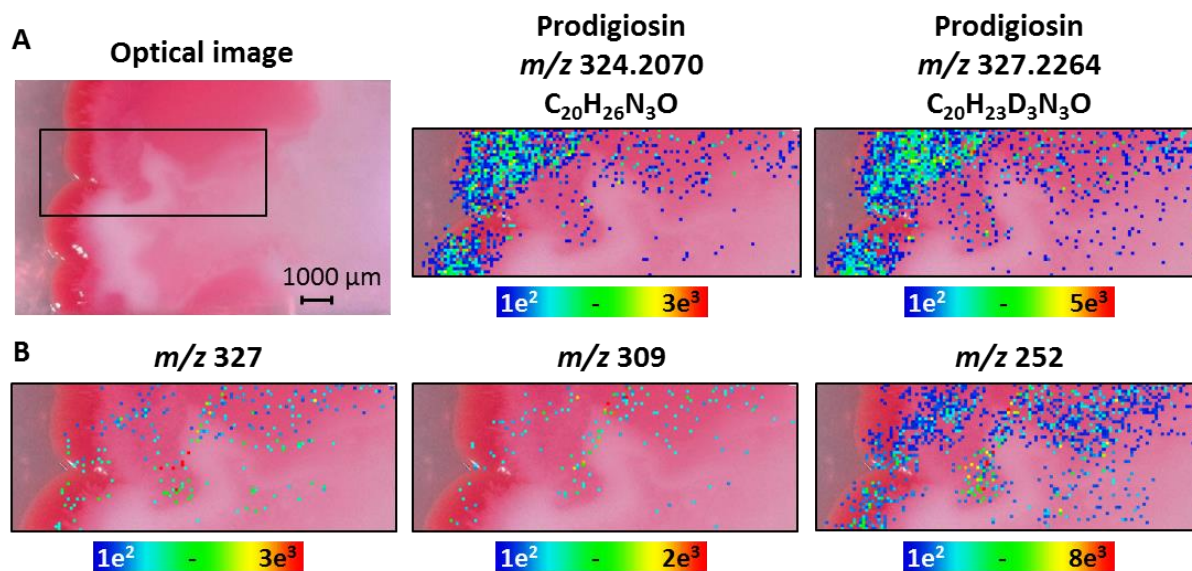 A
Optical image
1000 µm
Prodigiosin
m/z 324.2070
C₂₀H₂₆N₃O
1e² - 3e³
Prodigiosin
m/z 327.2264
C₂₀H₂₃D₃N₃O
1e² - 5e³
B
m/z 327
1e² - 3e³
m/z 309
1e² - 2e³
m/z 252
1e² - 8e³